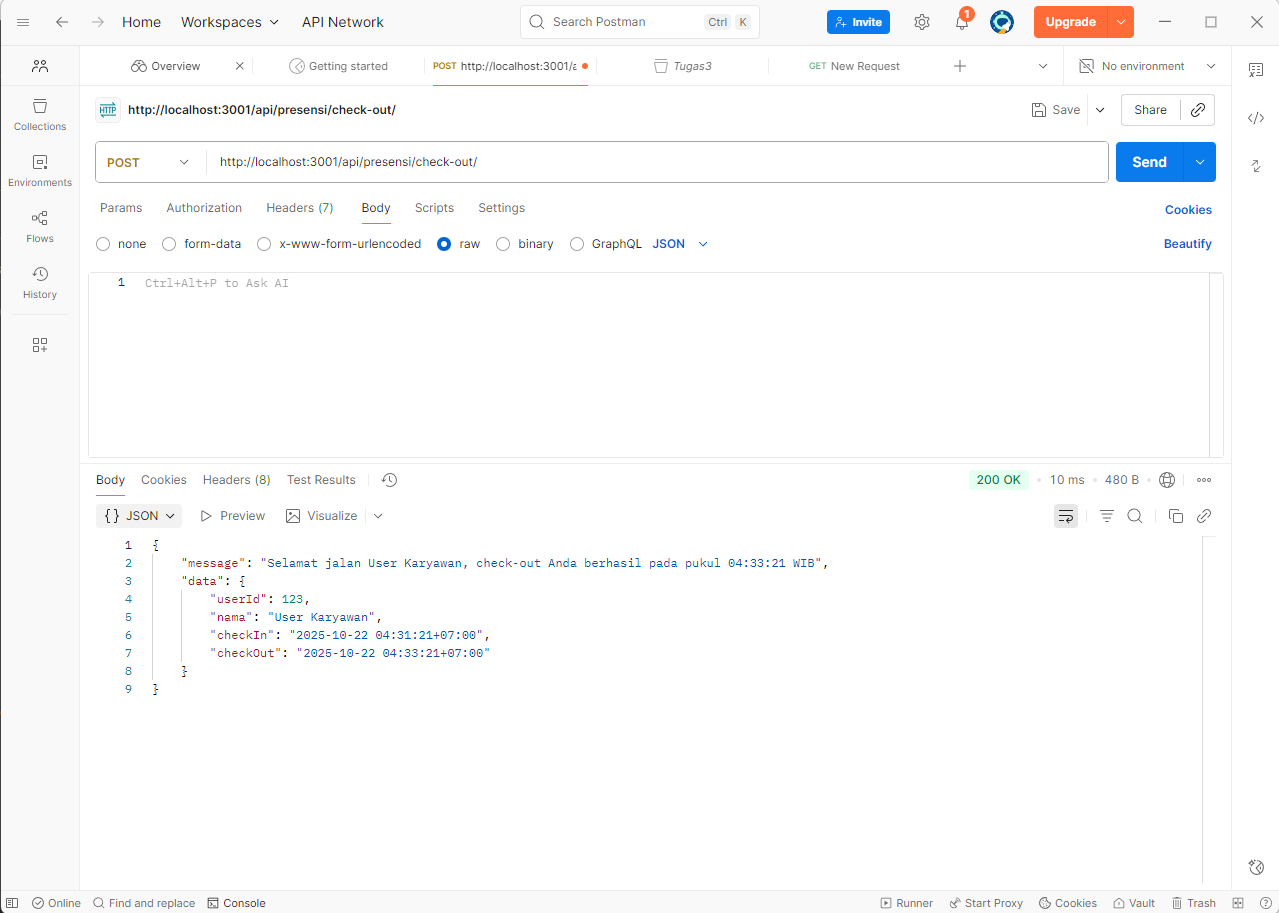 Home Workspaces API Network Search Postman Ctrl K Invite 1 Upgrade
Overview Getting started POST http://localhost:3001/a Tugas3 GET New Request No environment
HTTP http://localhost:3001/api/presensi/check-out/ Save Share
Collections
POST http://localhost:3001/api/presensi/check-out/ Send
Environments
Params Authorization Headers (7) Body Scripts Settings Cookies
Flows
none form-data x-www-form-urlencoded raw binary GraphQL JSON Beautify
History
1 Ctrl+Alt+P to Ask AI
Body Cookies Headers (8) Test Results 200 OK • 10 ms • 480 B •
{} JSON Preview Visualize
1 {
2 "message": "Selamat jalan User Karyawan, check-out Anda berhasil pada pukul 04:33:21 WIB",
3 "data": {
4 "userId": 123,
5 "nama": "User Karyawan",
6 "checkIn": "2025-10-22 04:31:21+07:00",
7 "checkOut": "2025-10-22 04:33:21+07:00"
8 }
9 }
Online Find and replace Console Runner Start Proxy Cookies Vault Trash